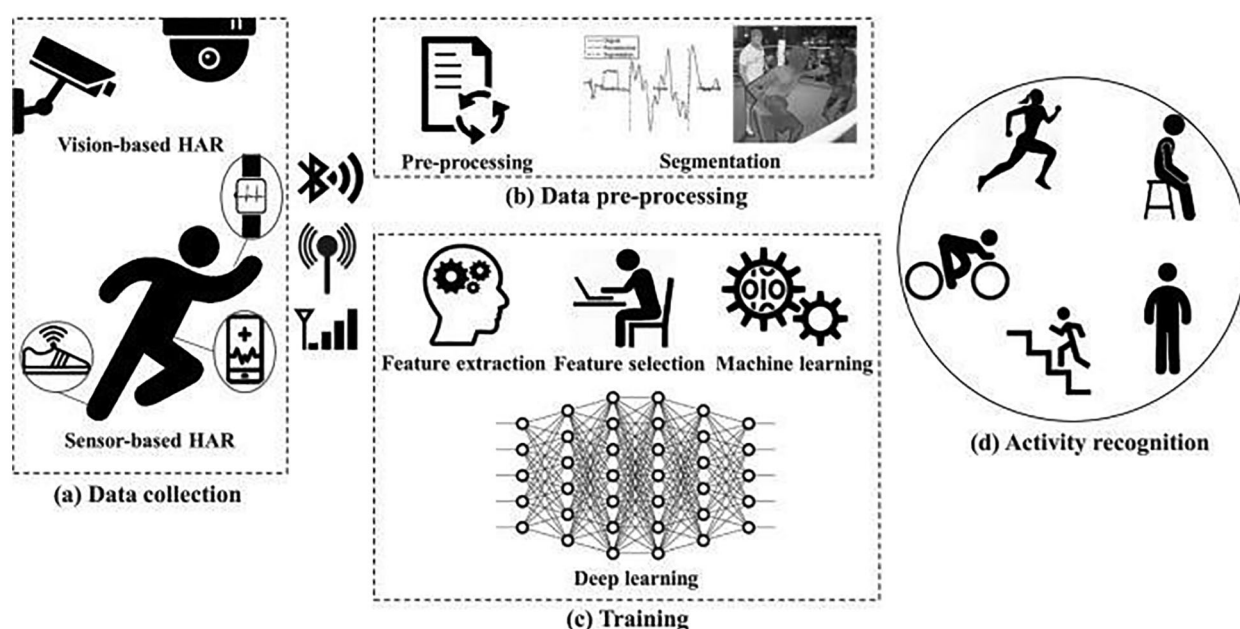 Vision-based HAR
Sensor-based HAR
(a) Data collection
Pre-processing
Segmentation
(b) Data pre-processing
Feature extraction
Feature selection
Machine learning
Deep learning
(c) Training
(d) Activity recognition